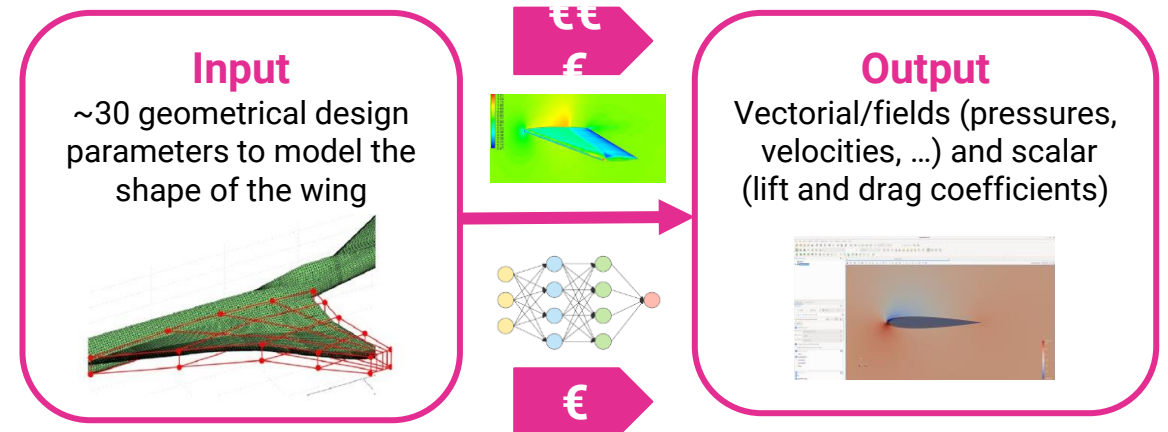 Input
~30 geometrical design
parameters to model the
shape of the wing
€€
€
€
Output
Vectorial/fields (pressures,
velocities, …) and scalar
(lift and drag coefficients)